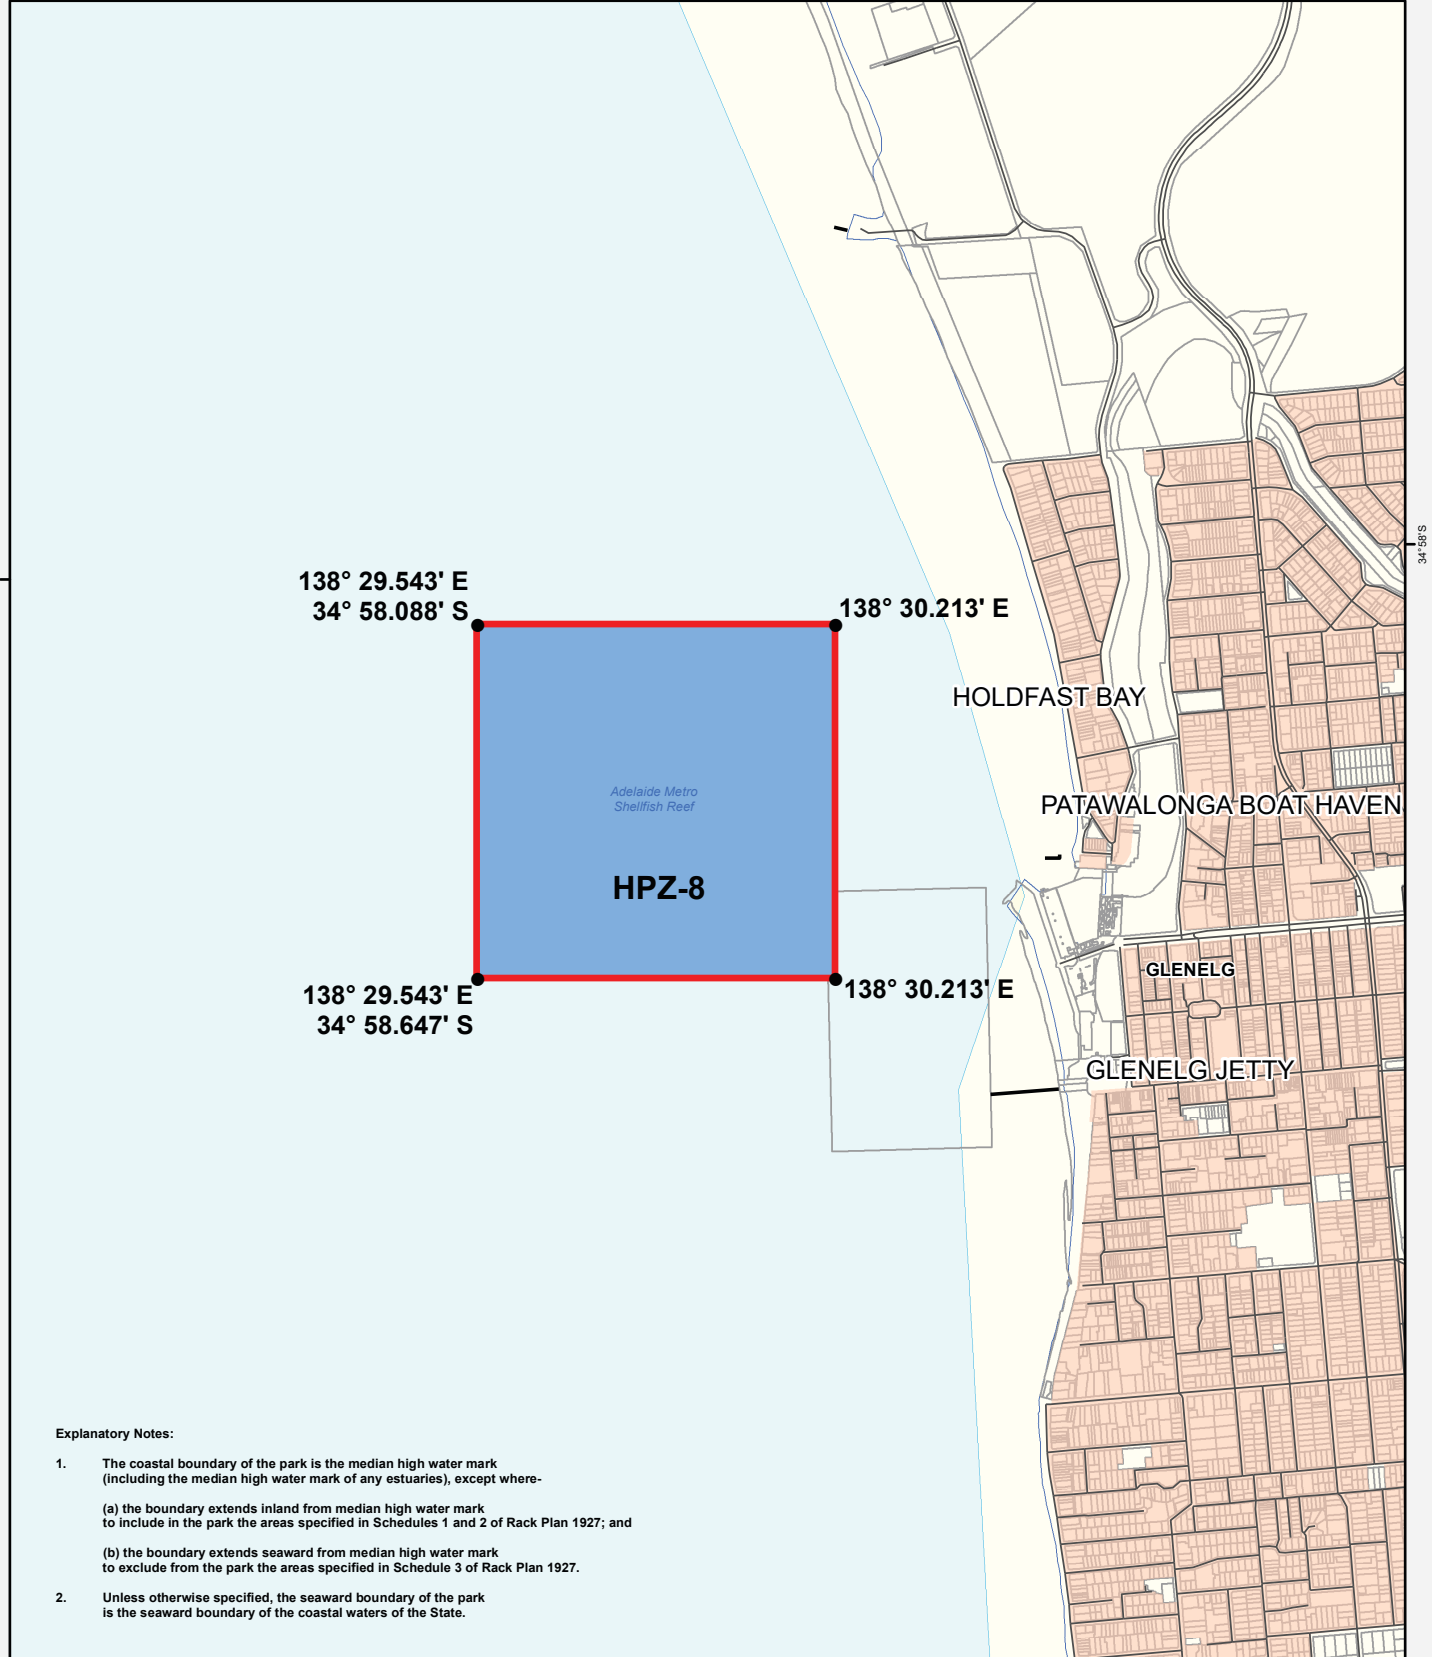 34°58'S
138° 29.543' E
34° 58.088' S
138° 30.213' E
HOLDFAST BAY
Adelaide Metro
Shellfish Reef
PATAWALONGA BOAT HAVEN
HPZ-8
GLENELG
138° 29.543' E
34° 58.647' S
138° 30.213' E
GLENELG JETTY
Explanatory Notes:
1. The coastal boundary of the park is the median high water mark
(including the median high water mark of any estuaries), except where-
(a) the boundary extends inland from median high water mark
to include in the park the areas specified in Schedules 1 and 2 of Rack Plan 1927; and
(b) the boundary extends seaward from median high water mark
to exclude from the park the areas specified in Schedule 3 of Rack Plan 1927.
2. Unless otherwise specified, the seaward boundary of the park
is the seaward boundary of the coastal waters of the State.